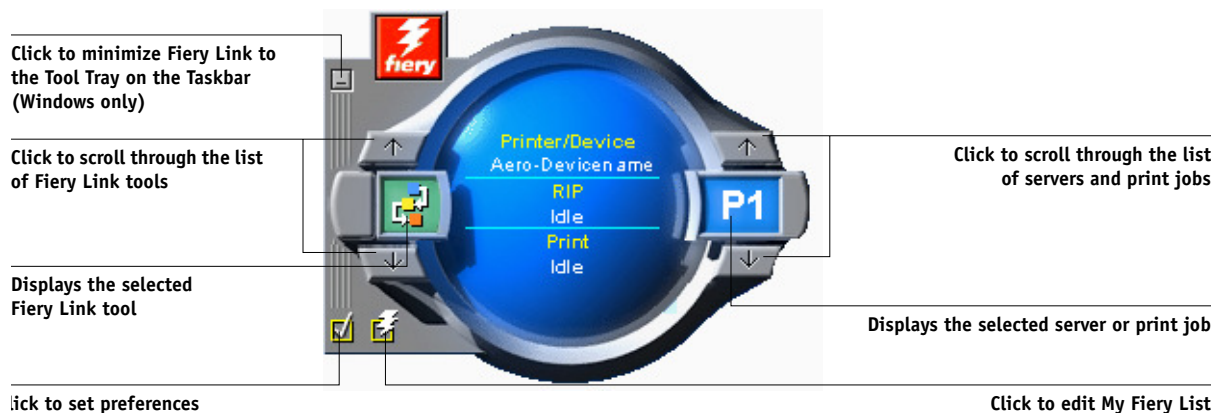 Click to minimize Fiery Link to
the Tool Tray on the Taskbar
(Windows only)
Click to scroll through the list
of Fiery Link tools
Displays the selected
Fiery Link tool
lick to set preferences
fiery
Printer/Device
Aero-Devicename
RIP
Idle
Print
Idle
P1
Click to scroll through the list
of servers and print jobs
Displays the selected server or print job
Click to edit My Fiery List